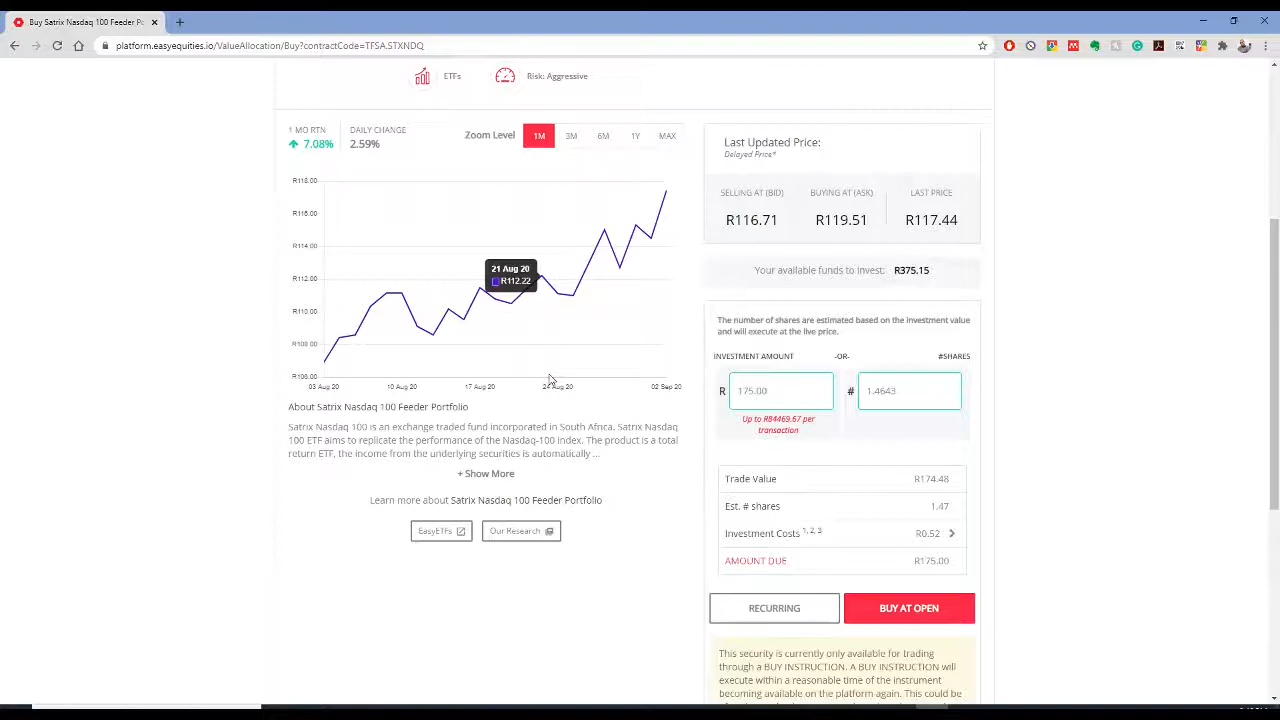 Buy Satrix Nasdaq 100 Feeder Po
platform.easyequities.io/ValueAllocation/Buy?contractCode=TFSA.STXNDQ
ETFs
Risk: Aggressive
1 MO RTN
7.08%
DAILY CHANGE
2.59%
Zoom Level
1M
3M
6M
1Y
MAX
R118.00
R116.00
R114.00
R112.00
R110.00
R108.00
R106.00
21 Aug 20
R112.22
03 Aug 20
10 Aug 20
17 Aug 20
24 Aug 20
02 Sep 20
About Satrix Nasdaq 100 Feeder Portfolio
Satrix Nasdaq 100 is an exchange traded fund incorporated in South Africa. Satrix Nasdaq
100 ETF aims to replicate the performance of the Nasdaq-100 index. The product is a total
return ETF, the income from the underlying securities is automatically ...
+ Show More
Learn more about Satrix Nasdaq 100 Feeder Portfolio
EasyETFs
Our Research
Last Updated Price:
Delayed Price*
SELLING AT (BID)
BUYING AT (ASK)
LAST PRICE
R116.71
R119.51
R117.44
Your available funds to invest: R375.15
The number of shares are estimated based on the investment value
and will execute at the live price.
INVESTMENT AMOUNT
-OR-
#SHARES
R 175.00
# 1.4643
Up to R84469.67 per
transaction
Trade Value R174.48
Est. # shares 1.47
Investment Costs 1, 2, 3 R0.52
AMOUNT DUE R175.00
RECURRING
BUY AT OPEN
This security is currently only available for trading
through a BUY INSTRUCTION. A BUY INSTRUCTION will
execute within a reasonable time of the instrument
becoming available on the platform again. This could be